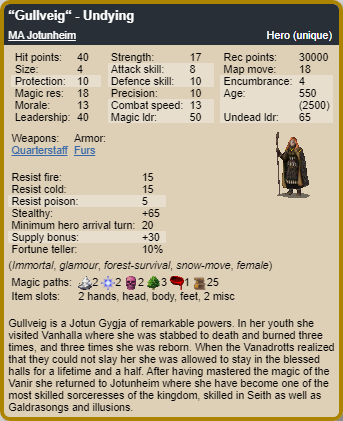 “Gullveig“ - Undying
MA Jotunheim Hero (unique)
Hit points: 40 Strength: 17 Rec points: 30000
Size: 4 Attack skill: 8 Map move: 18
Protection: 10 Defence skill: 10 Encumbrance: 4
Magic res: 18 Precision: 10 Age: 550
Morale: 13 Combat speed: 13 (2500)
Leadership: 40 Magic ldr: 50 Undead ldr: 65
Weapons: Armor:
Quarterstaff Furs
Resist fire: 15
Resist cold: 15
Resist poison: 5
Stealthy: +65
Minimum hero arrival turn: 20
Supply bonus: +30
Fortune teller: 10%
(Immortal, glamour, forest-survival, snow-move, female)
Magic paths: 2 2 2 3 1 25
Item slots: 2 hands, head, body, feet, 2 misc
Gullveig is a Jotun Gygja of remarkable powers. In her youth she
visited Vanhalla where she was stabbed to death and burned three
times, and three times she was reborn. When the Vanadrotts realized
that they could not slay her she was allowed to stay in the blessed
halls for a lifetime and a half. After having mastered the magic of the
Vanir she returned to Jotunheim where she have become one of the
most skilled sorceresses of the kingdom, skilled in Seith as well as
Galdrasongs and illusions.